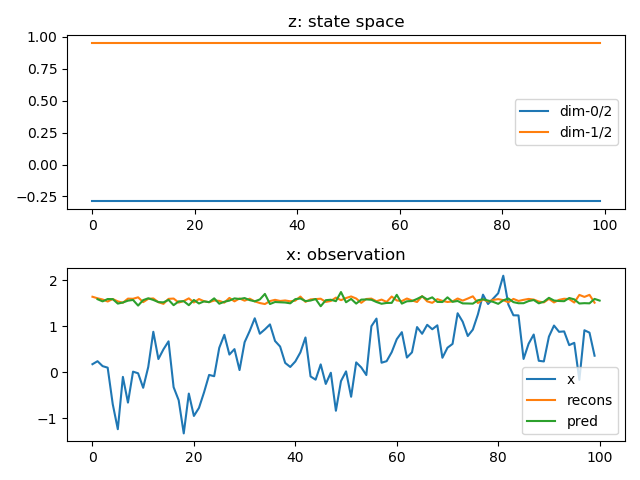 z: state space
1.00
0.75
0.50
0.25
0.00
−0.25
dim-0/2
dim-1/2
0 20 40 60 80 100
x: observation
2
1
0
−1
x
recons
pred
0 20 40 60 80 100